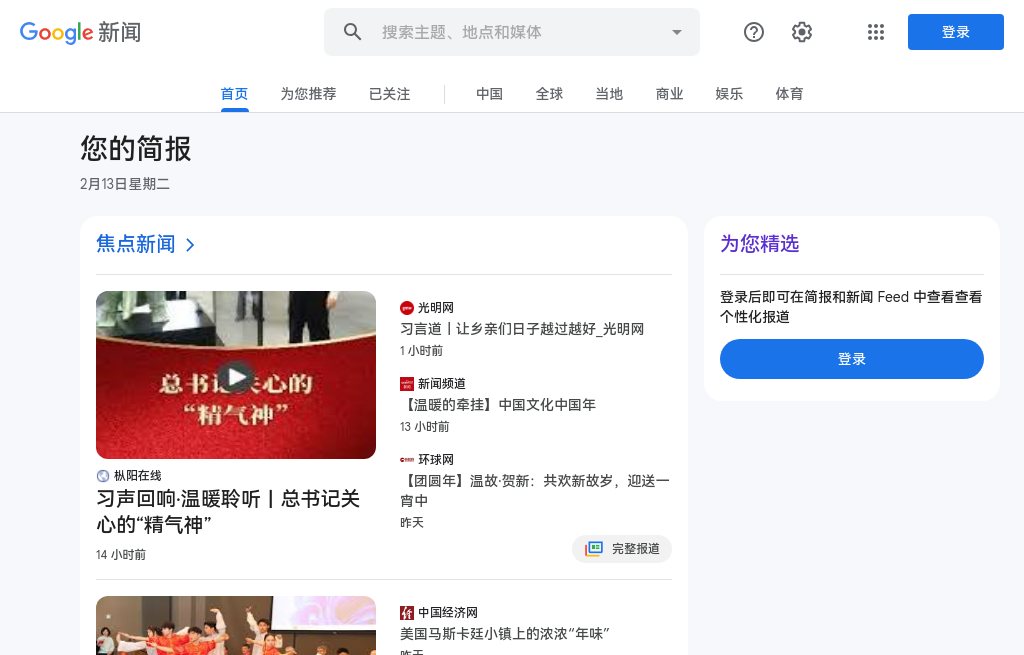 Google 新闻
搜索主题、地点和媒体
登录
首页
为您推荐
已关注
中国
全球
当地
商业
娱乐
体育
您的简报
2月13日星期二
焦点新闻
总书记关心的
“精气神”
枞阳在线
习声回响·温暖聆听丨总书记关
心的“精气神”
14 小时前
光明网
习言道丨让乡亲们日子越过越好_光明网
1 小时前
新闻频道
【温暖的牵挂】中国文化中国年
13 小时前
环球网
【团圆年】温故·贺新：共欢新故岁，迎送一
宵中
昨天
完整报道
中国经济网
美国马斯卡廷小镇上的浓浓“年味”
昨天
为您精选
登录后即可在简报和新闻 Feed 中查看查看
个性化报道
登录